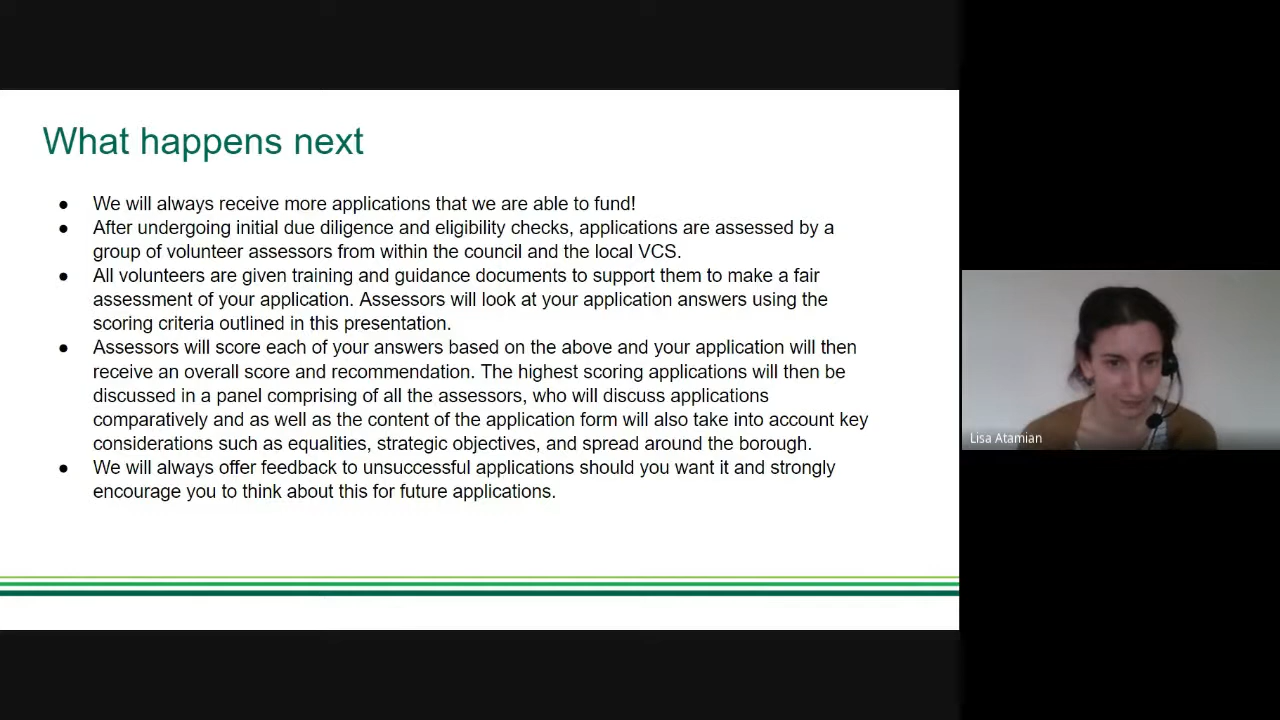 What happens next
● We will always receive more applications that we are able to fund!
● After undergoing initial due diligence and eligibility checks, applications are assessed by a
group of volunteer assessors from within the council and the local VCS.
● All volunteers are given training and guidance documents to support them to make a fair
assessment of your application. Assessors will look at your application answers using the
scoring criteria outlined in this presentation.
● Assessors will score each of your answers based on the above and your application will then
receive an overall score and recommendation. The highest scoring applications will then be
discussed in a panel comprising of all the assessors, who will discuss applications
comparatively and as well as the content of the application form will also take into account key
considerations such as equalities, strategic objectives, and spread around the borough.
● We will always offer feedback to unsuccessful applications should you want it and strongly
encourage you to think about this for future applications.
Lisa Atamian